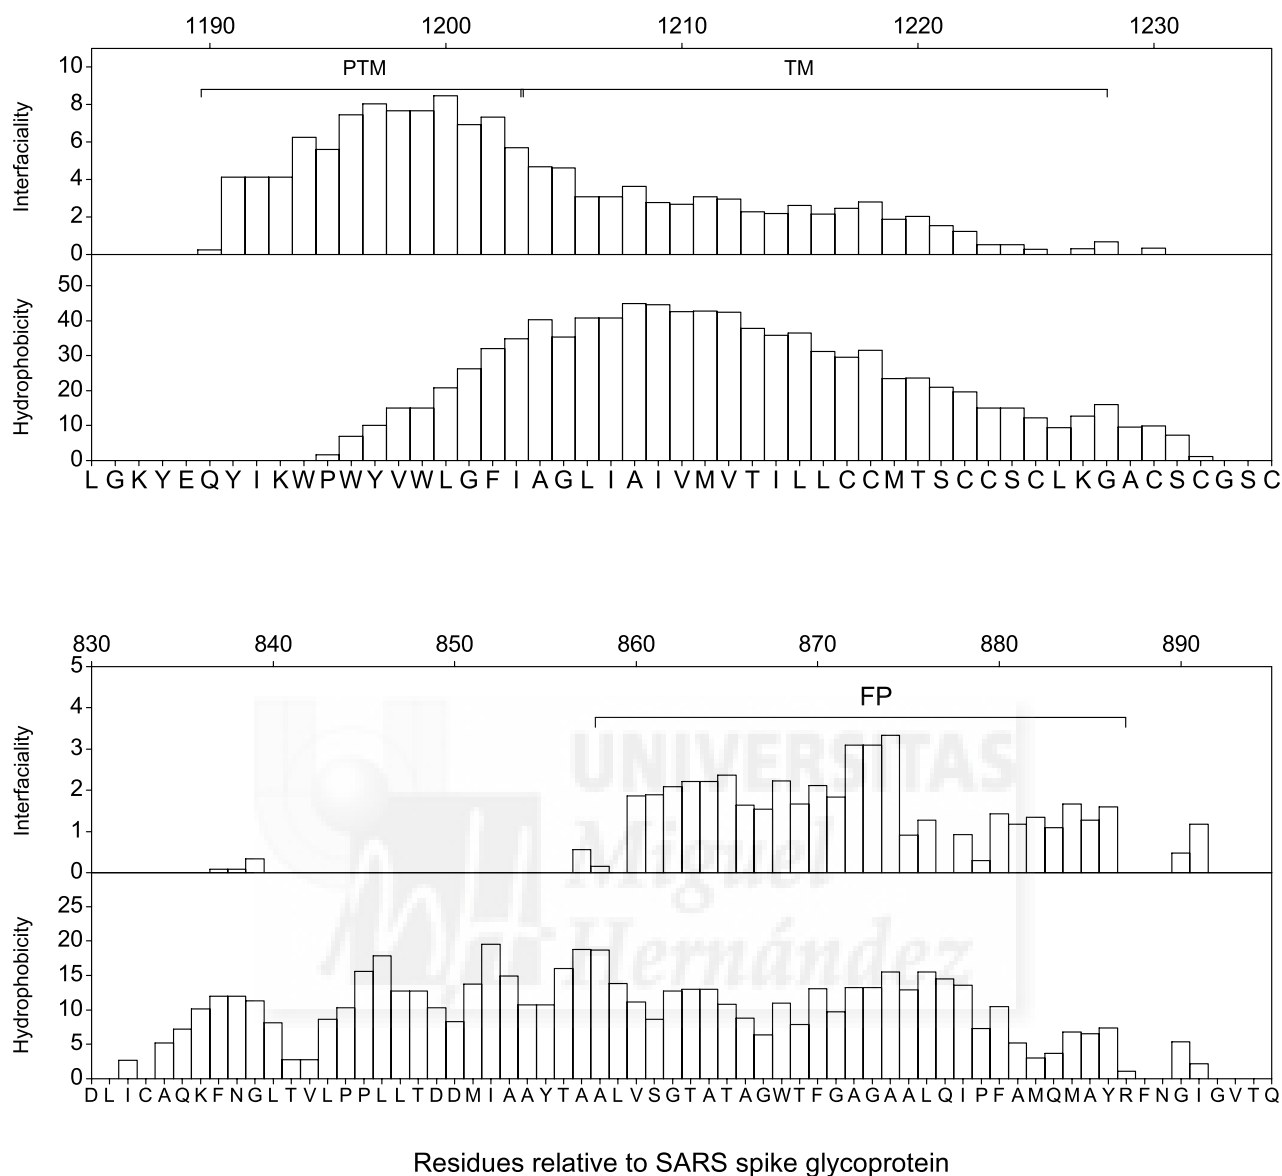 1190 1200 1210 1220 1230
PTM TM
Interfaciality
10
8
6
4
2
0
Hydrophobicity
50
40
30
20
10
0
L G K Y E Q Y I K W P W Y V W L G F I A G L I A I V M V T I L L C C M T S C C S C L K G A C S C G S C
830 840 850 860 870 880 890
FP
Interfaciality
5
4
3
2
1
0
UNIVERSITAS
Miguel
Hernández
Hydrophobicity
25
20
15
10
5
0
D L I C A Q K F N G L T V L P P L L T D D M I A A Y T A A L V S G T A T A G W T F G A G A A L Q I P F A M Q M A Y R F N G I G V T Q
Residues relative to SARS spike glycoprotein